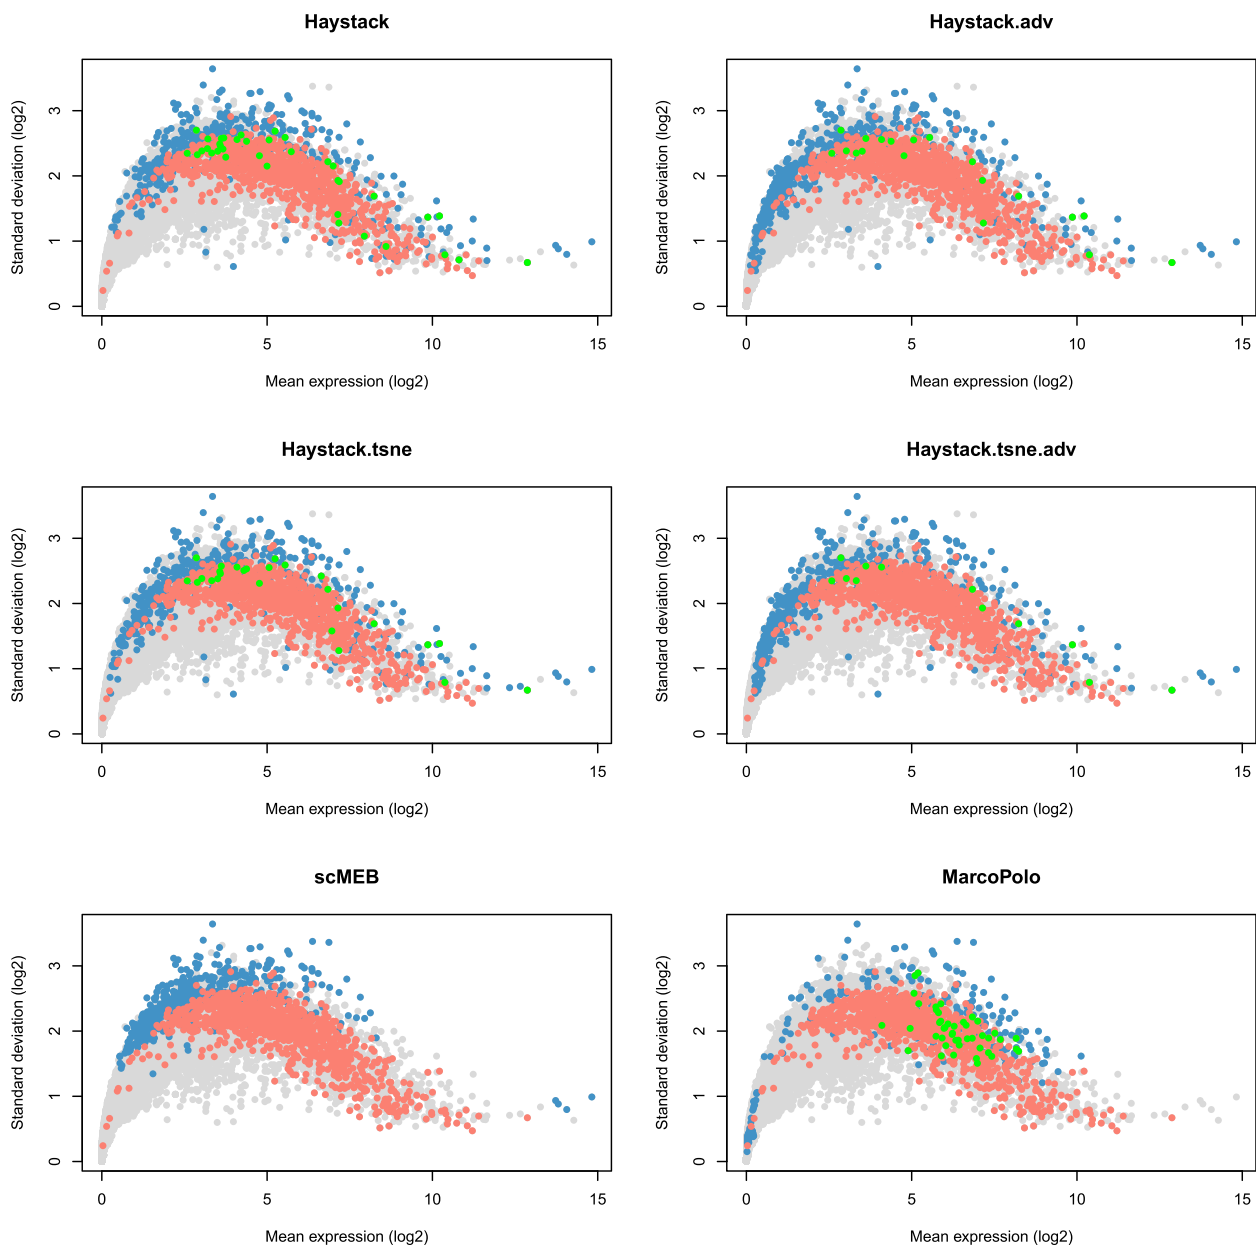 Haystack
Standard deviation (log2)
3
2
1
0
0 5 10 15
Mean expression (log2)
Haystack.adv
Standard deviation (log2)
3
2
1
0
0 5 10 15
Mean expression (log2)
Haystack.tsne
Standard deviation (log2)
3
2
1
0
0 5 10 15
Mean expression (log2)
Haystack.tsne.adv
Standard deviation (log2)
3
2
1
0
0 5 10 15
Mean expression (log2)
scMEB
Standard deviation (log2)
3
2
1
0
0 5 10 15
Mean expression (log2)
MarcoPolo
Standard deviation (log2)
3
2
1
0
0 5 10 15
Mean expression (log2)